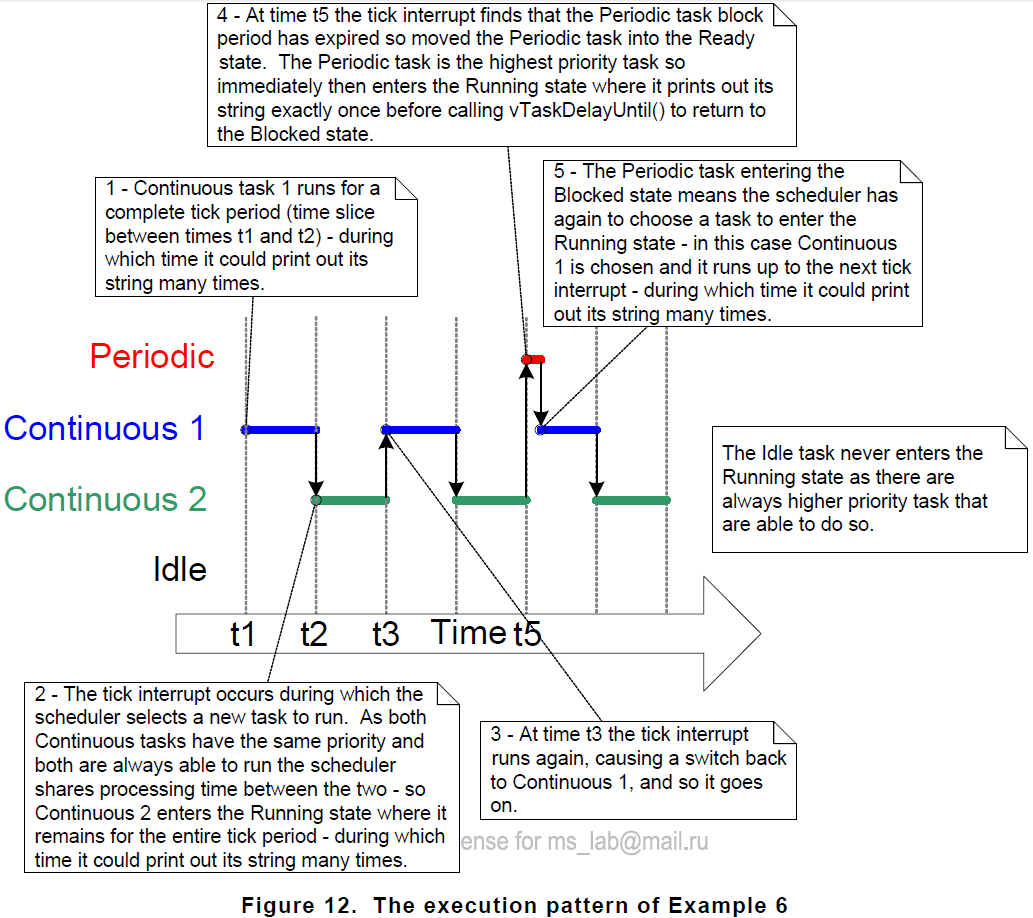 4 - At time t5 the tick interrupt finds that the Periodic task block
period has expired so moved the Periodic task into the Ready
state.  The Periodic task is the highest priority task so
immediately then enters the Running state where it prints out its
string exactly once before calling vTaskDelayUntil() to return to
the Blocked state.
1 - Continuous task 1 runs for a
complete tick period (time slice
between times t1 and t2) - during
which time it could print out its
string many times.
5 - The Periodic task entering the
Blocked state means the scheduler has
again to choose a task to enter the
Running state - in this case Continuous
1 is chosen and it runs up to the next tick
interrupt - during which time it could print
out its string many times.
Periodic
Continuous 1
Continuous 2
Idle
The Idle task never enters the
Running state as there are
always higher priority task that
are able to do so.
t1 t2 t3 Time t5
2 - The tick interrupt occurs during which the
scheduler selects a new task to run.  As both
Continuous tasks have the same priority and
both are always able to run the scheduler
shares processing time between the two - so
Continuous 2 enters the Running state where it
remains for the entire tick period - during which
time it could print out its string many times.
3 - At time t3 the tick interrupt
runs again, causing a switch back
to Continuous 1, and so it goes
on.
ense for ms_lab@mail.ru
Figure 12.  The execution pattern of Example 6